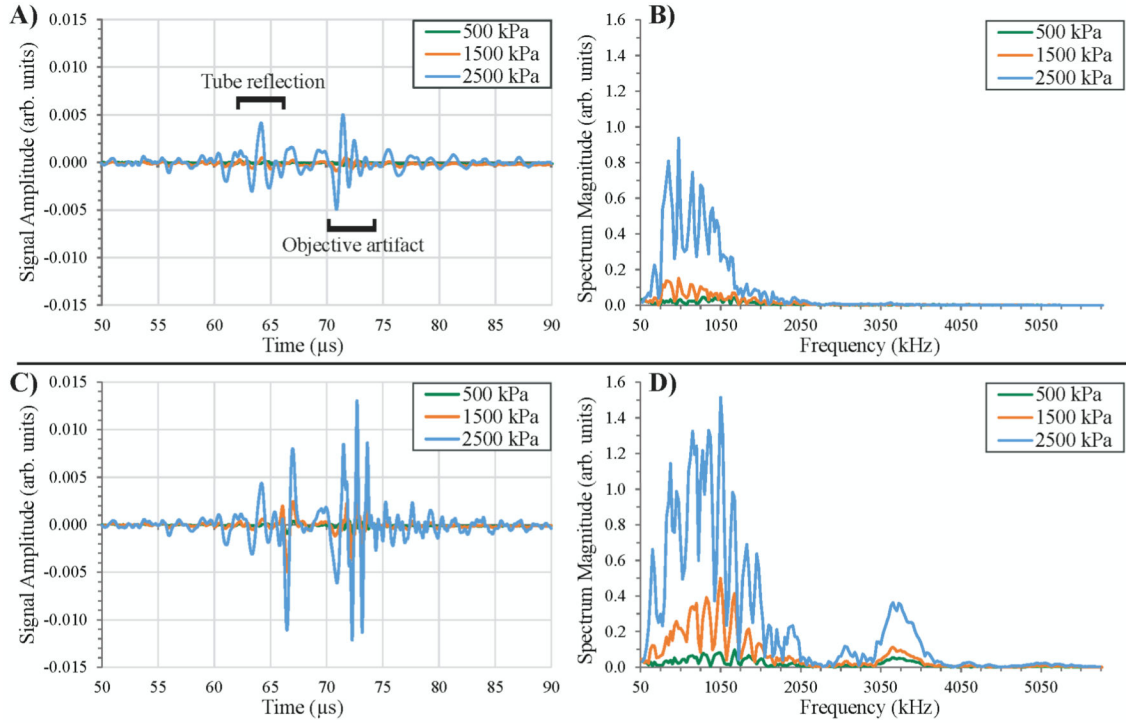 A)
Signal Amplitude (arb. units)
0.015
0.010
0.005
0.000
-0.005
-0.010
-0.015
500 kPa
1500 kPa
2500 kPa
Tube reflection
Objective artifact
50 55 60 65 70 75 80 85 90
Time (µs)
B)
Spectrum Magnitude (arb. units)
1.6
1.4
1.2
1.0
0.8
0.6
0.4
0.2
0.0
500 kPa
1500 kPa
2500 kPa
50 1050 2050 3050 4050 5050
Frequency (kHz)
C)
Signal Amplitude (arb. units)
0.015
0.010
0.005
0.000
-0.005
-0.010
-0.015
500 kPa
1500 kPa
2500 kPa
50 55 60 65 70 75 80 85 90
Time (µs)
D)
Spectrum Magnitude (arb. units)
1.6
1.4
1.2
1.0
0.8
0.6
0.4
0.2
0.0
500 kPa
1500 kPa
2500 kPa
50 1050 2050 3050 4050 5050
Frequency (kHz)